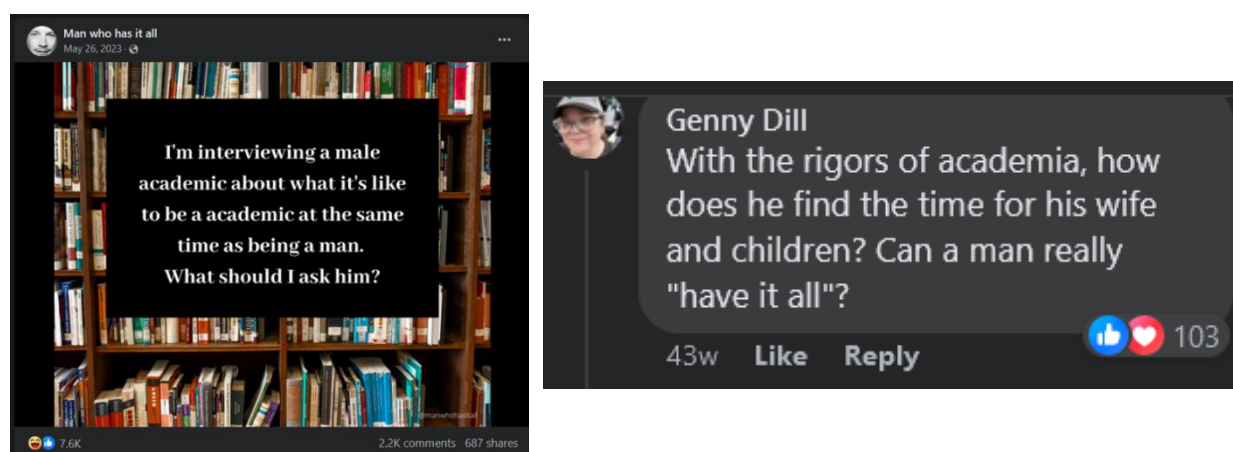 Man who has it all
May 26, 2023 ·
...
I'm interviewing a male
academic about what it's like
to be a academic at the same
time as being a man.
What should I ask him?
@manwhohasitall
7.6K
2.2K comments 687 shares
Genny Dill
With the rigors of academia, how
does he find the time for his wife
and children? Can a man really
"have it all"?
103
43w Like Reply